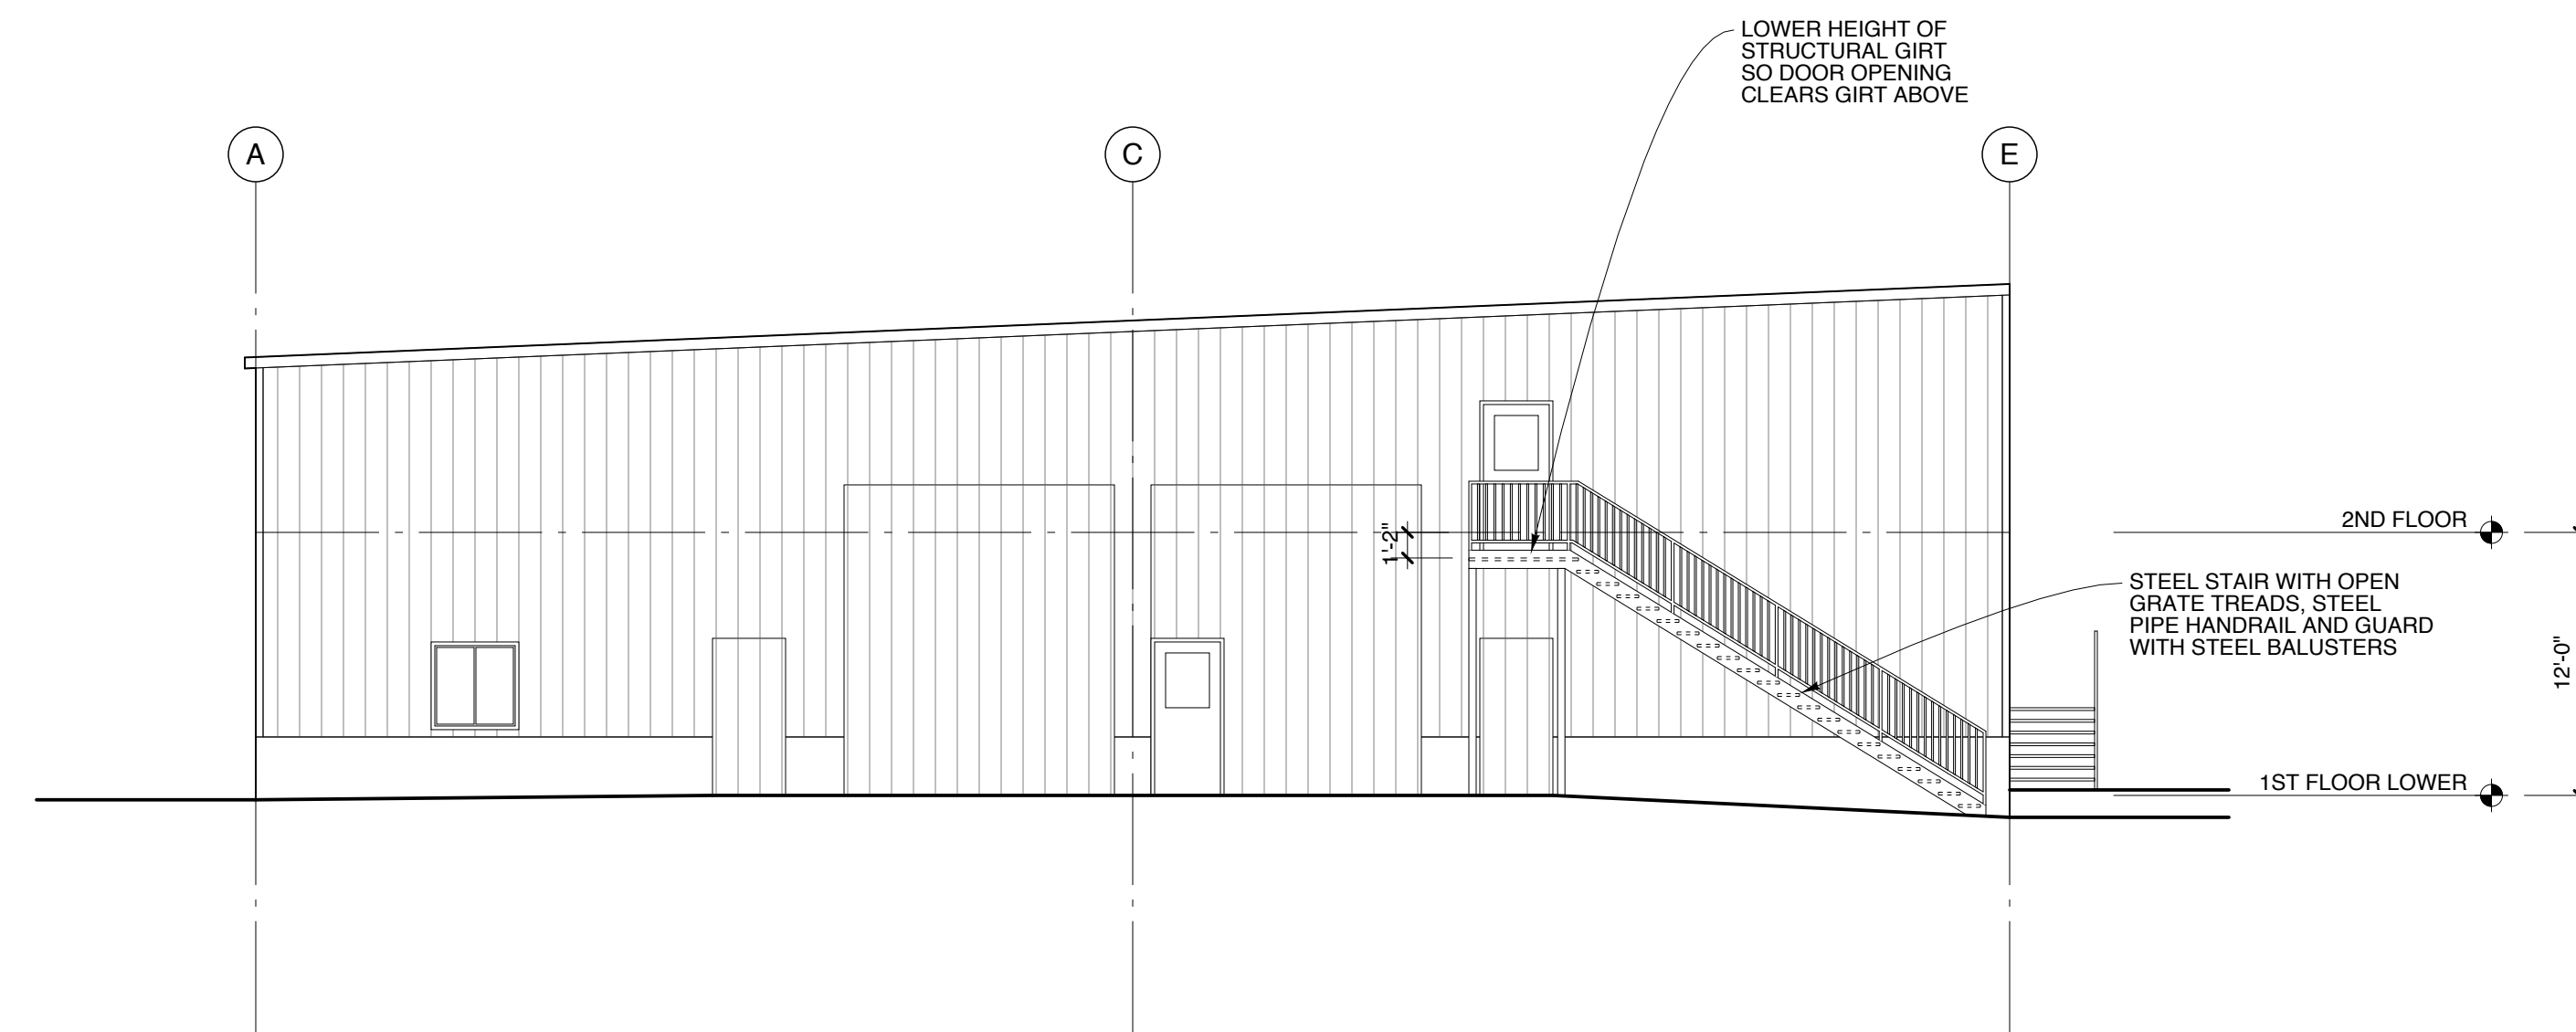 LOWER HEIGHT OF
STRUCTURAL GIRT
SO DOOR OPENING
CLEARS GIRT ABOVE
A
C
E
2ND FLOOR
1'-2"
STEEL STAIR WITH OPEN
GRATE TREADS, STEEL
PIPE HANDRAIL AND GUARD
WITH STEEL BALUSTERS
12'-0"
1ST FLOOR LOWER